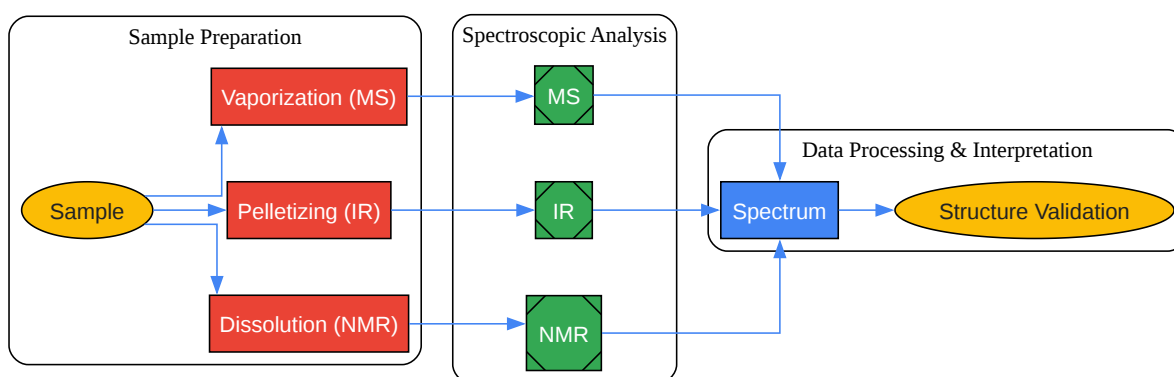 Sample Preparation
Spectroscopic Analysis
Vaporization (MS)
MS
Data Processing & Interpretation
Sample
Pelletizing (IR)
IR
Spectrum
Structure Validation
Dissolution (NMR)
NMR